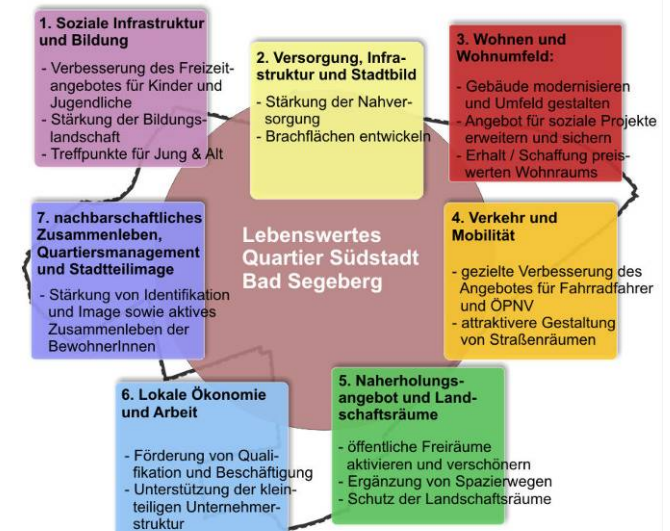 1. Soziale Infrastruktur
und Bildung
- Verbesserung des Freizeit-
angebotes für Kinder und
Jugendliche
- Stärkung der Bildungs-
landschaft
- Treffpunkte für Jung & Alt
2. Versorgung, Infra-
struktur und Stadtbild
- Stärkung der Nahver-
sorgung
- Brachflächen entwickeln
3. Wohnen und
Wohnumfeld:
- Gebäude modernisieren
und Umfeld gestalten
- Angebot für soziale Projekte
erweitern und sichern
- Erhalt / Schaffung preis-
werten Wohnraums
7. nachbarschaftliches
Zusammenleben,
Quartiersmanagement
und Stadtteilimage
- Stärkung von Identifikation
und Image sowie aktives
Zusammenleben der
BewohnerInnen
Lebenswertes
Quartier Südstadt
Bad Segeberg
4. Verkehr und
Mobilität
- gezielte Verbesserung des
Angebotes für Fahrradfahrer
und ÖPNV
- attraktivere Gestaltung
von Straßenräumen
6. Lokale Ökonomie
und Arbeit
- Förderung von Quali-
fikation und Beschäftigung
- Unterstützung der klein-
teiligen Unternehmer-
struktur
5. Naherholungs-
angebot und Land-
schaftsräume
- öffentliche Freiräume
aktivieren und verschönern
- Ergänzung von Spazierwegen
- Schutz der Landschaftsräume